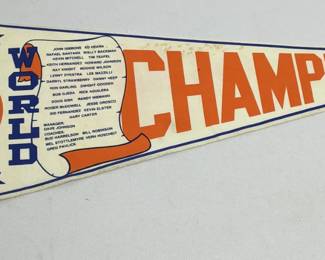 WORLD
CHAMP
JOHN GIBBONS ED HEARN
RAFAEL SANTANA WALLY BACKMAN
KEVIN MITCHELL TIM TEUFEL
KEITH HERNANDEZ HOWARD JOHNSON
RAY KNIGHT MOOKIE WILSON
LENNY DYKSTRA LEE MAZZILLI
DARRYL STRAWBERRY DANNY HEEP
RON DARLING DWIGHT GOODEN
BOB OJEDA RICK AGUILERA
DOUG SISK RANDY NIEMANN
ROGER McDOWELL JESSE OROSCO
SID FERNANDEZ KEVIN ELSTER
GARY CARTER
MANAGER:
DAVE JOHNSON
COACHES:
BUD HARRELSON BILL ROBINSON
MEL STOTTLEMYRE VERN HOSCHEIT
GREG PAVLICK